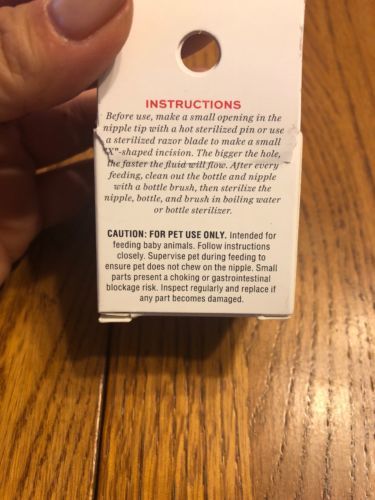 INSTRUCTIONS
Before use, make a small opening in the
nipple tip with a hot sterilized pin or use
a sterilized razor blade to make a small
"X"-shaped incision. The bigger the hole,
the faster the fluid will flow. After every
feeding, clean out the bottle and nipple
with a bottle brush, then sterilize the
nipple, bottle, and brush in boiling water
or bottle sterilizer.
CAUTION: FOR PET USE ONLY. Intended for
feeding baby animals. Follow instructions
closely. Supervise pet during feeding to
ensure pet does not chew on the nipple. Small
parts present a choking or gastrointestinal
blockage risk. Inspect regularly and replace if
any part becomes damaged.